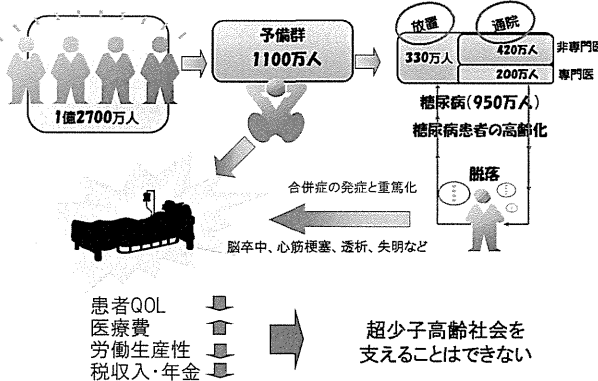 予備群
1100万人
放置
通院
330万人
420万人
非専門医
200万人
専門医
1億2700万人
糖尿病(950万人)
糖尿病患者の高齢化
脱落
合併症の発症と重篤化
脳卒中、心筋梗塞、透析、失明など
患者QOL
医療費
労働生産性
税収入・年金
超少子高齢社会を
支えることはできない